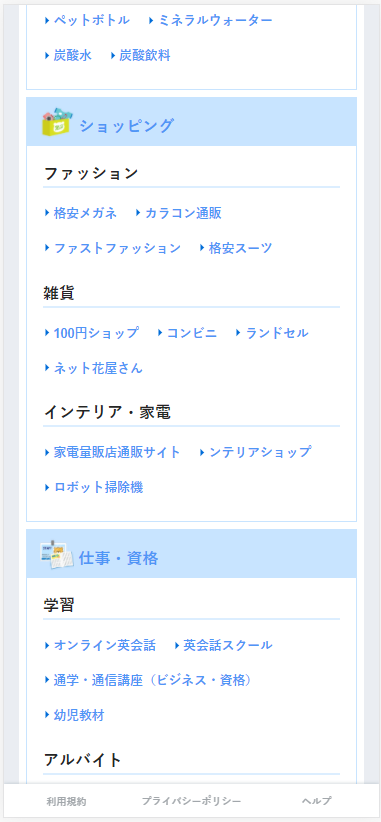 ペットボトル ミネラルウォーター
炭酸水 炭酸飲料
ショッピング
ファッション
格安メガネ カラコン通販
ファストファッション 格安スーツ
雑貨
100円ショップ コンビニ ランドセル
ネット花屋さん
インテリア・家電
家電量販店通販サイト ンテリアショップ
ロボット掃除機
仕事・資格
学習
オンライン英会話 英会話スクール
通学・通信講座（ビジネス・資格）
幼児教材
アルバイト
利用規約 プライバシーポリシー ヘルプ